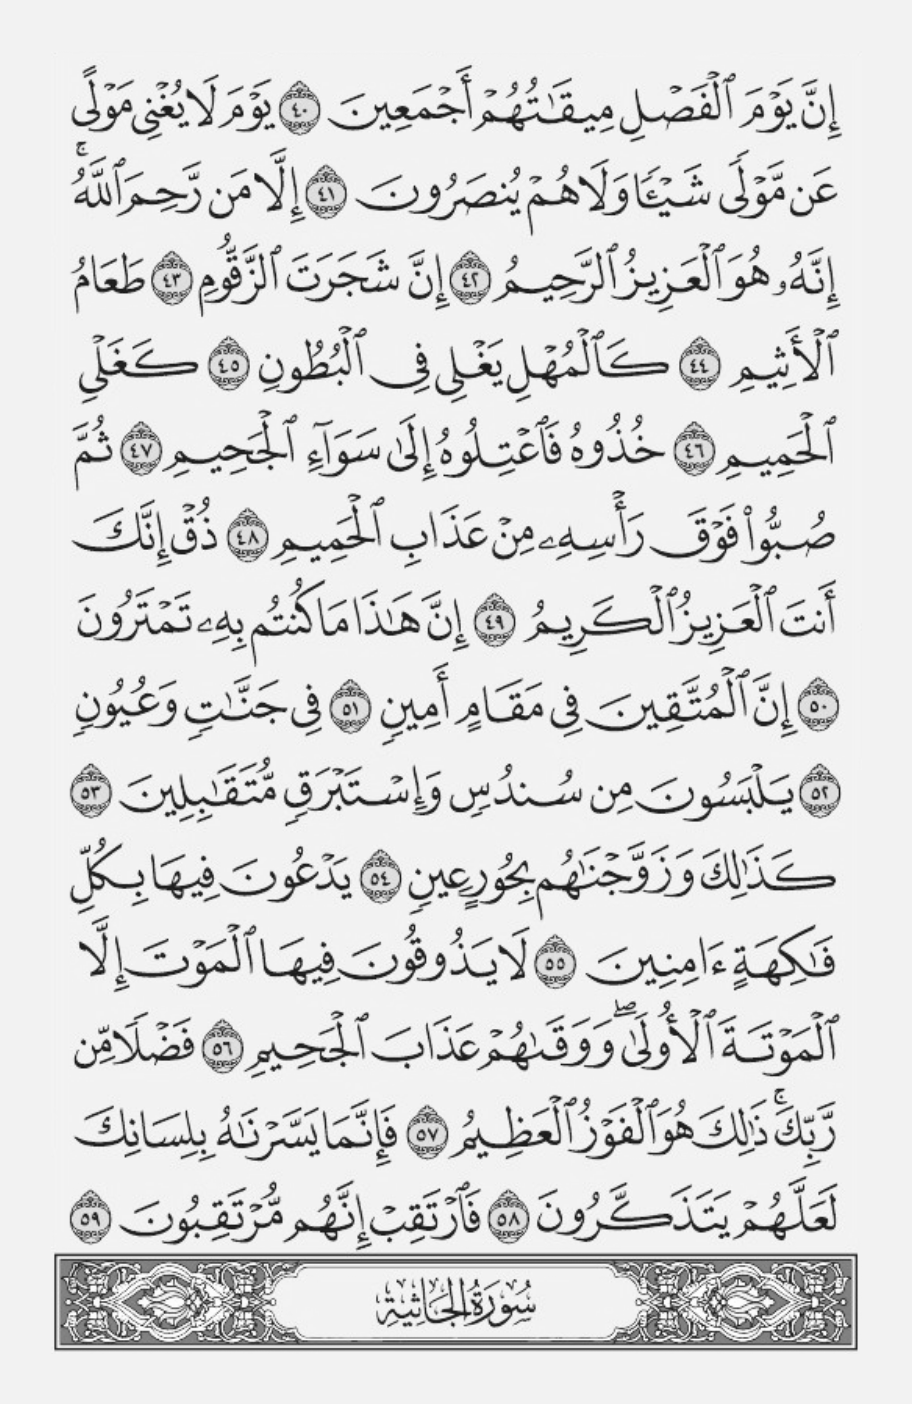 إِنَّ يَوْمَ ٱلْفَصْلِ مِيقَٰتُهُمْ أَجْمَعِينَ ٤٠ يَوْمَ لَا يُغْنِى مَوْلًى
عَن مَّوْلًى شَيْـًٔا وَلَا هُمْ يُنصَرُونَ ٤١ إِلَّا مَن رَّحِمَ ٱللَّهُ ۚ
إِنَّهُۥ هُوَ ٱلْعَزِيزُ ٱلرَّحِيمُ ٤٢ إِنَّ شَجَرَتَ ٱلزَّقُّومِ ٤٣ طَعَامُ
ٱلْأَثِيمِ ٤٤ كَٱلْمُهْلِ يَغْلِى فِى ٱلْبُطُونِ ٤٥ كَغَلْىِ
ٱلْحَمِيمِ ٤٦ خُذُوهُ فَٱعْتِلُوهُ إِلَىٰ سَوَآءِ ٱلْجَحِيمِ ٤٧ ثُمَّ
صُبُّوا۟ فَوْقَ رَأْسِهِۦ مِنْ عَذَابِ ٱلْحَمِيمِ ٤٨ ذُقْ إِنَّكَ
أَنتَ ٱلْعَزِيزُ ٱلْكَرِيمُ ٤٩ إِنَّ هَٰذَا مَا كُنتُم بِهِۦ تَمْتَرُونَ
٥٠ إِنَّ ٱلْمُتَّقِينَ فِى مَقَامٍ أَمِينٍ ٥١ فِى جَنَّٰتٍ وَعُيُونٍ
٥٢ يَلْبَسُونَ مِن سُندُسٍ وَإِسْتَبْرَقٍ مُّتَقَٰبِلِينَ ٥٣
كَذَٰلِكَ وَزَوَّجْنَٰهُم بِحُورٍ عِينٍ ٥٤ يَدْعُونَ فِيهَا بِكُلِّ
فَٰكِهَةٍ ءَامِنِينَ ٥٥ لَا يَذُوقُونَ فِيهَا ٱلْمَوْتَ إِلَّا
ٱلْمَوْتَةَ ٱلْأُولَىٰ ۖ وَوَقَىٰهُمْ عَذَابَ ٱلْجَحِيمِ ٥٦ فَضْلًا مِّن
رَّبِّكَ ۚ ذَٰلِكَ هُوَ ٱلْفَوْزُ ٱلْعَظِيمُ ٥٧ فَإِنَّمَا يَسَّرْنَٰهُ بِلِسَانِكَ
لَعَلَّهُمْ يَتَذَكَّرُونَ ٥٨ فَٱرْتَقِبْ إِنَّهُم مُّرْتَقِبُونَ ٥٩
سُورَةُ الجَاثِيَةِ